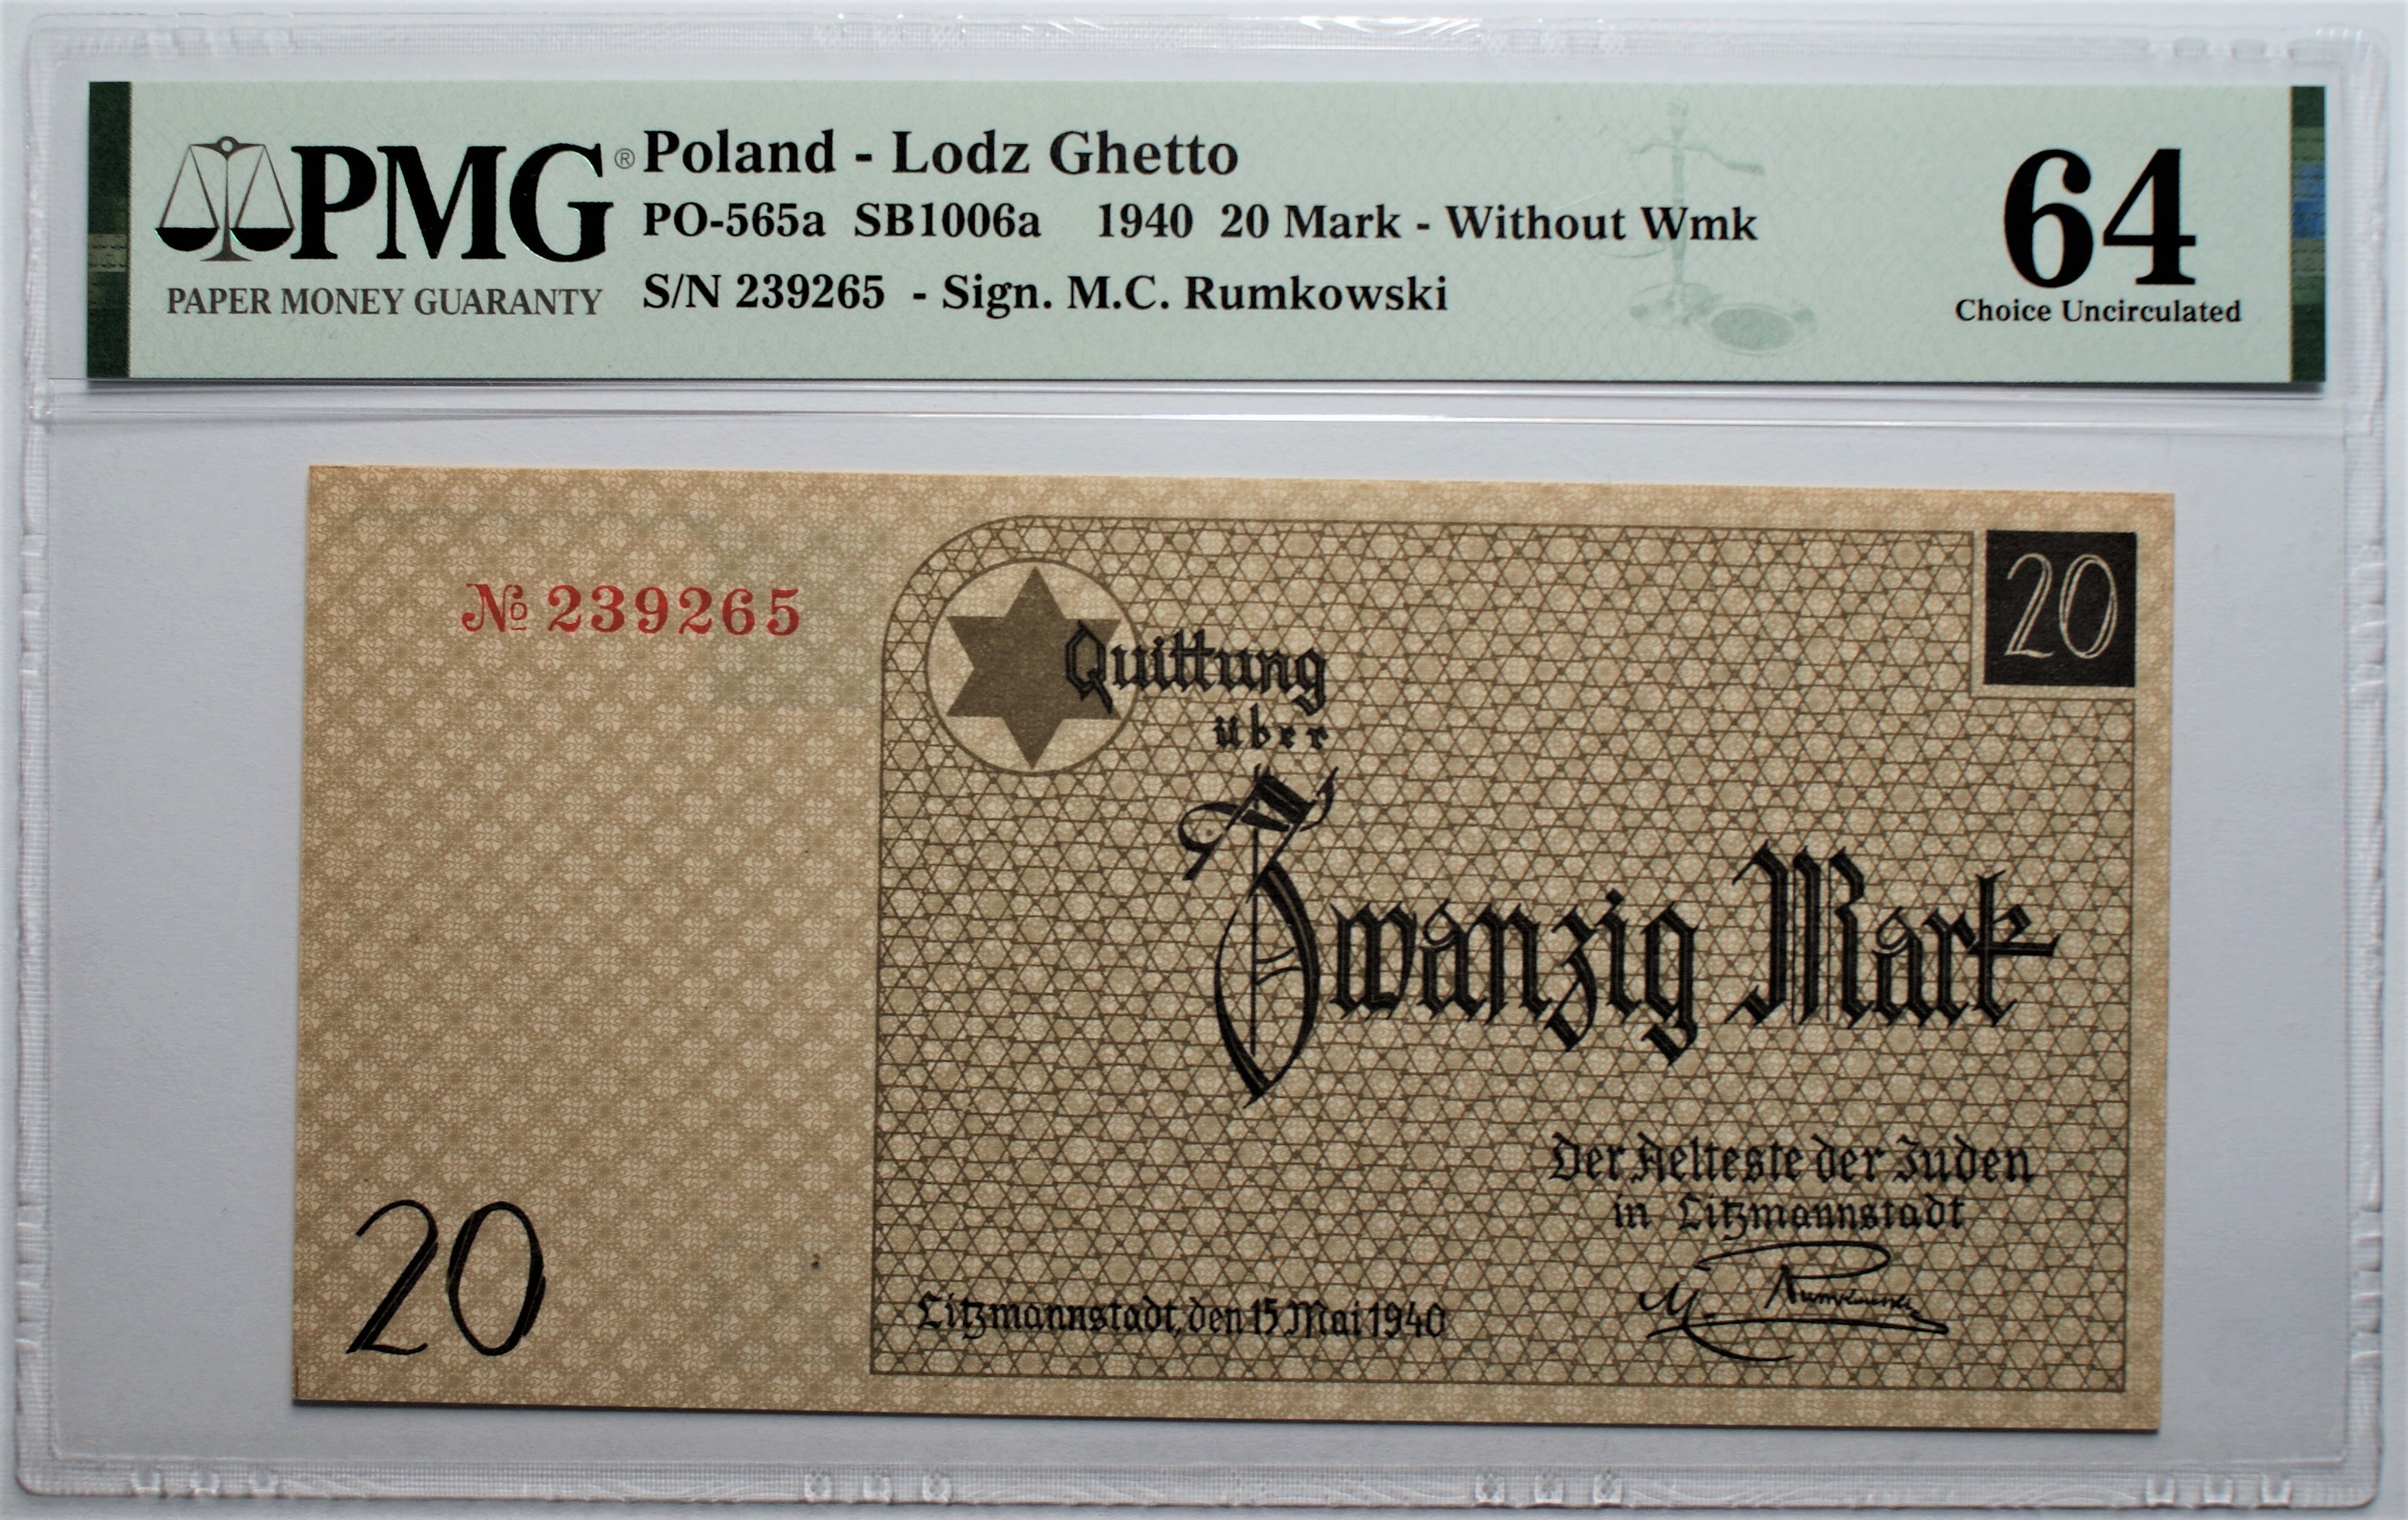 PMG®
PAPER MONEY GUARANTY
Poland - Lodz Ghetto
PO-565a SB1006a 1940 20 Mark - Without Wmk
S/N 239265 - Sign. M.C. Rumkowski
64
Choice Uncirculated
№ 239265
20
Quittung
über
Zwanzig Mark
Der Aelteste der Juden
in Litzmannstadt
M. Rumkowski
Litzmannstadt, den 15 Mai 1940
20